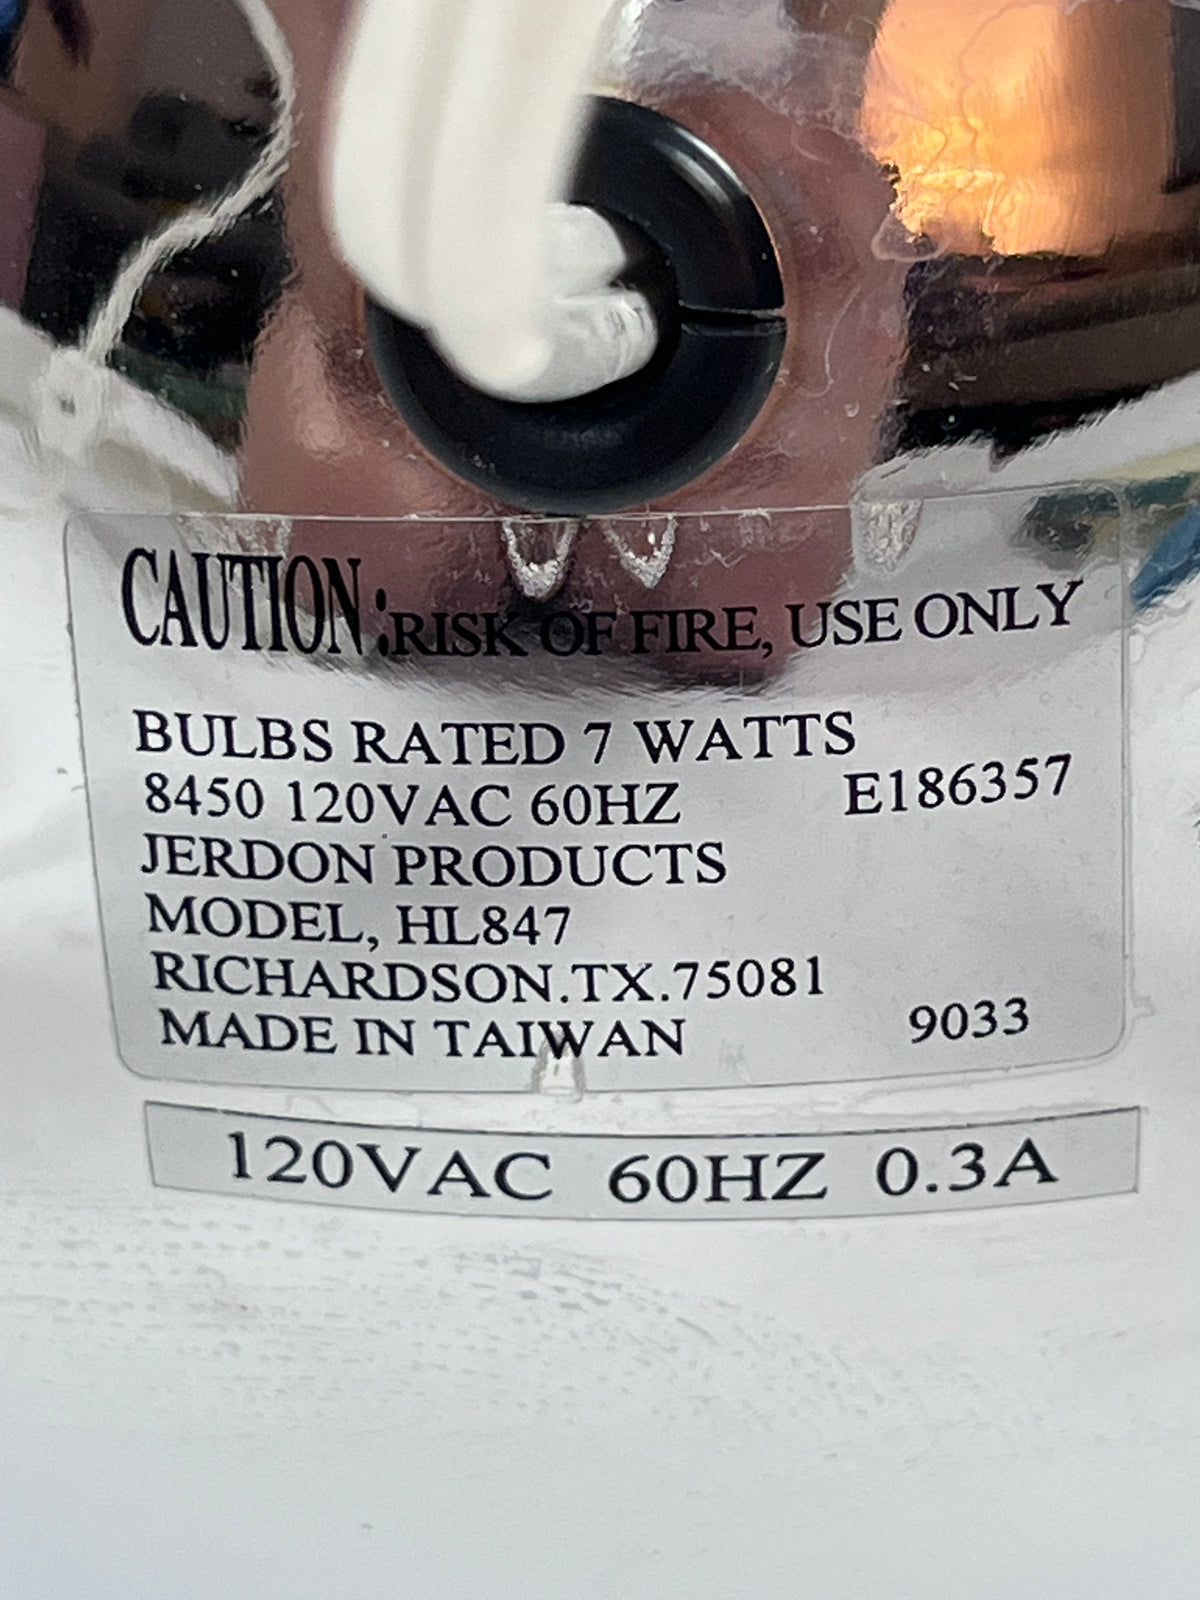 CAUTION:RISK OF FIRE, USE ONLY
BULBS RATED 7 WATTS
8450 120VAC 60HZ E186357
JERDON PRODUCTS
MODEL, HL847
RICHARDSON.TX.75081
MADE IN TAIWAN 9033
120VAC 60HZ 0.3A